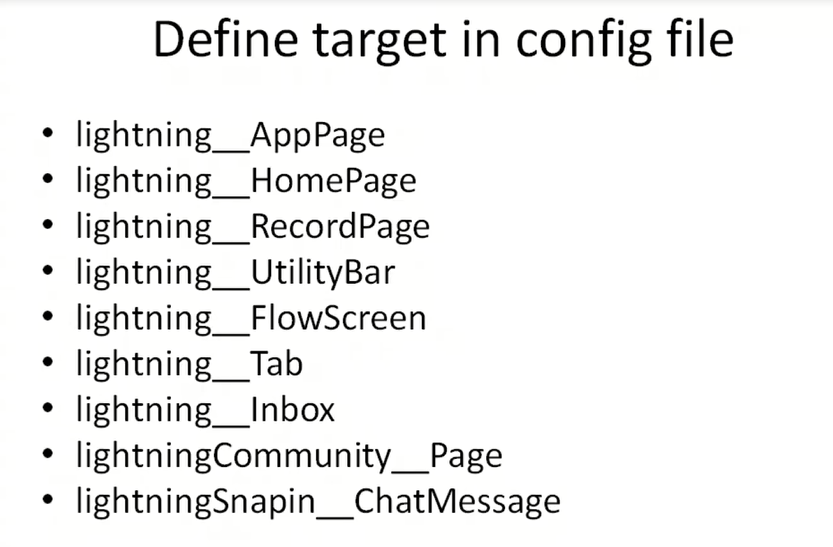 Define target in config file
• lightning__AppPage
• lightning__HomePage
• lightning__RecordPage
• lightning__UtilityBar
• lightning__FlowScreen
• lightning__Tab
• lightning__Inbox
• lightningCommunity__Page
• lightningSnapin__ChatMessage